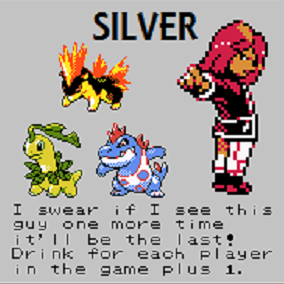 SILVER
I swear if I see this
guy one more time
it'll be the last!
Drink for each player
in the game plus 1.